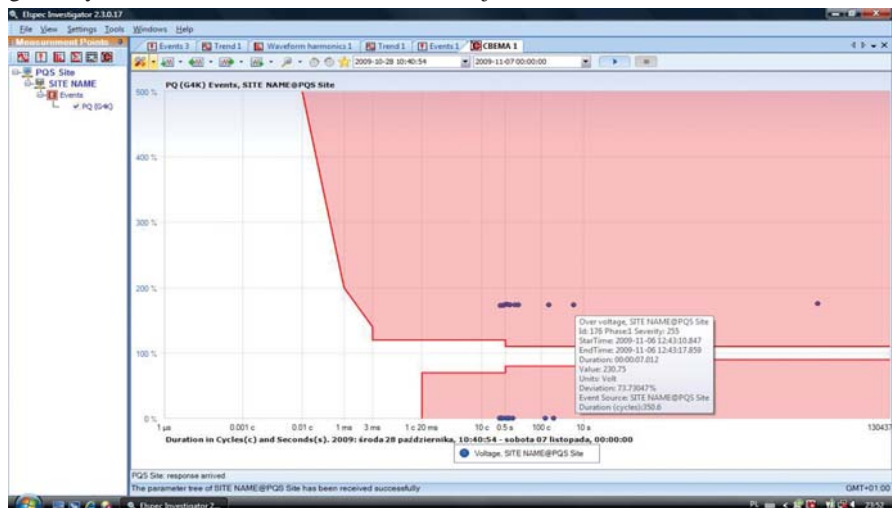 Elspec Investigator 2.3.0.17
File View Settings Tools Windows Help
Measurement Points
Events 3 Trend 1 Waveform harmonics 1 Trend 1 Events 1 CBEMA 1
2009-10-28 10:40:54 2009-11-07 00:00:00
PQS Site
SITE NAME
Events
PQ (G4K)
PQ (G4K) Events, SITE NAME@PQS Site
500 %
400 %
300 %
200 %
100 %
0 %
Over voltage, SITE NAME@PQS Site
Id: 176 Phase1 Severity: 255
StarTime: 2009-11-06 12:43:10.847
EndTime: 2009-11-06 12:43:17.859
Duration: 00:00:07.012
Value: 230.75
Units: Volt
Deviation: 73.73047%
Event Source: SITE NAME@PQS Site
Duration (cycles):350.6
1 µs 0.001 c 0.01 c 1 ms 3 ms 1 c 20 ms 10 c 0.5 s 100 c 10 s 130437
Duration in Cycles(c) and Seconds(s). 2009: środa 28 października, 10:40:54 - sobota 07 listopada, 00:00:00
Voltage, SITE NAME@PQS Site
PQS Site: response arrived.
The parameter tree of SITE NAME@PQS Site has been received successfully GMT+01:00
Elspec Investigator 2... PL 23:52